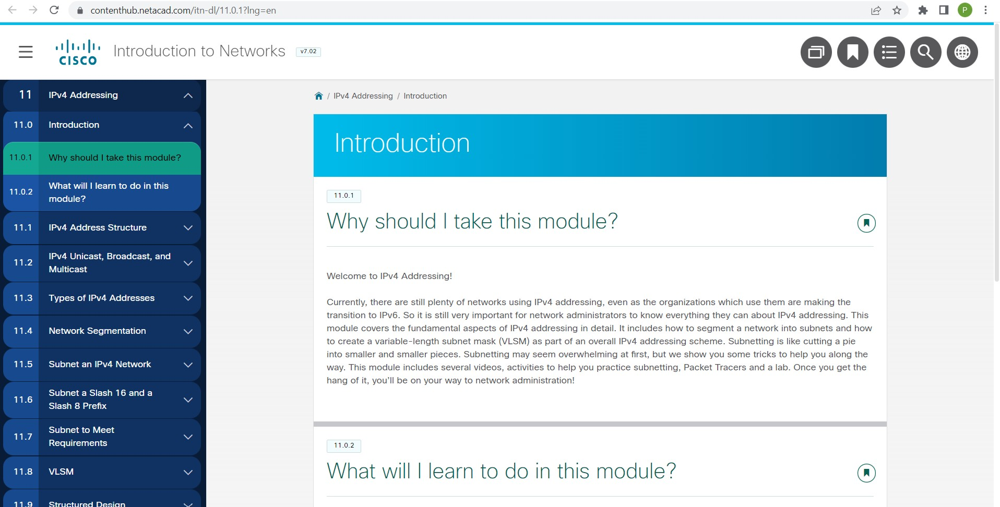 contenthub.netacad.com/itn-dl/11.0.1?lng=en
P
CISCO
Introduction to Networks
v7.02
11 IPv4 Addressing
11.0 Introduction
11.0.1 Why should I take this module?
11.0.2 What will I learn to do in this
module?
11.1 IPv4 Address Structure
11.2 IPv4 Unicast, Broadcast, and
Multicast
11.3 Types of IPv4 Addresses
11.4 Network Segmentation
11.5 Subnet an IPv4 Network
11.6 Subnet a Slash 16 and a
Slash 8 Prefix
11.7 Subnet to Meet
Requirements
11.8 VLSM
11.9 Structured Design
/ IPv4 Addressing / Introduction
Introduction
11.0.1
Why should I take this module?
Welcome to IPv4 Addressing!
Currently, there are still plenty of networks using IPv4 addressing, even as the organizations which use them are making the
transition to IPv6. So it is still very important for network administrators to know everything they can about IPv4 addressing. This
module covers the fundamental aspects of IPv4 addressing in detail. It includes how to segment a network into subnets and how
to create a variable-length subnet mask (VLSM) as part of an overall IPv4 addressing scheme. Subnetting is like cutting a pie
into smaller and smaller pieces. Subnetting may seem overwhelming at first, but we show you some tricks to help you along the
way. This module includes several videos, activities to help you practice subnetting, Packet Tracers and a lab. Once you get the
hang of it, you’ll be on your way to network administration!
11.0.2
What will I learn to do in this module?